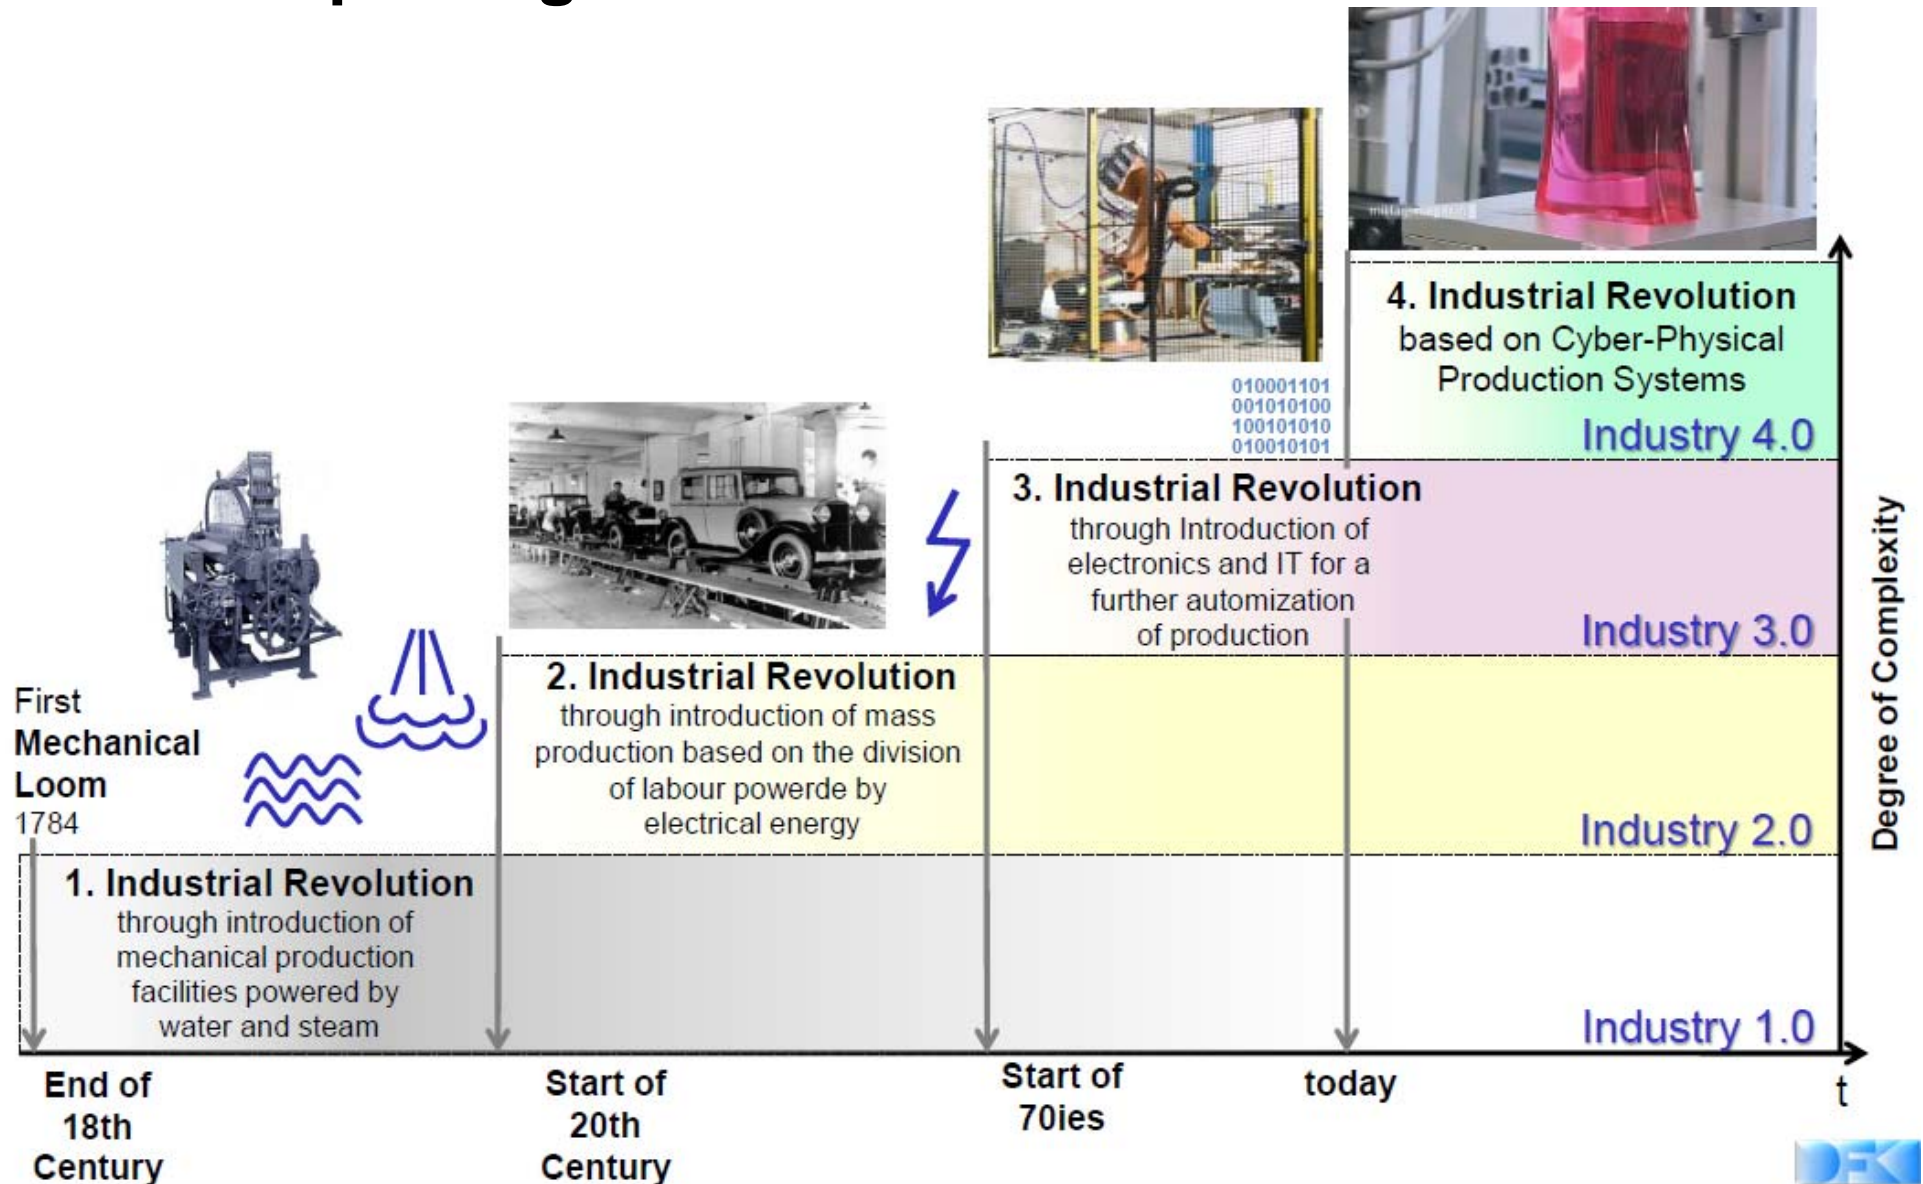 4. Industrial Revolution
based on Cyber-Physical
Production Systems
Industry 4.0
010001101
001010100
100101010
010010101
3. Industrial Revolution
through Introduction of
electronics and IT for a
further automization
of production
Industry 3.0
2. Industrial Revolution
through introduction of mass
production based on the division
of labour powerde by
electrical energy
Industry 2.0
First
Mechanical
Loom
1784
1. Industrial Revolution
through introduction of
mechanical production
facilities powered by
water and steam
Industry 1.0
Degree of Complexity
End of
18th
Century
Start of
20th
Century
Start of
70ies
today
t
DFK